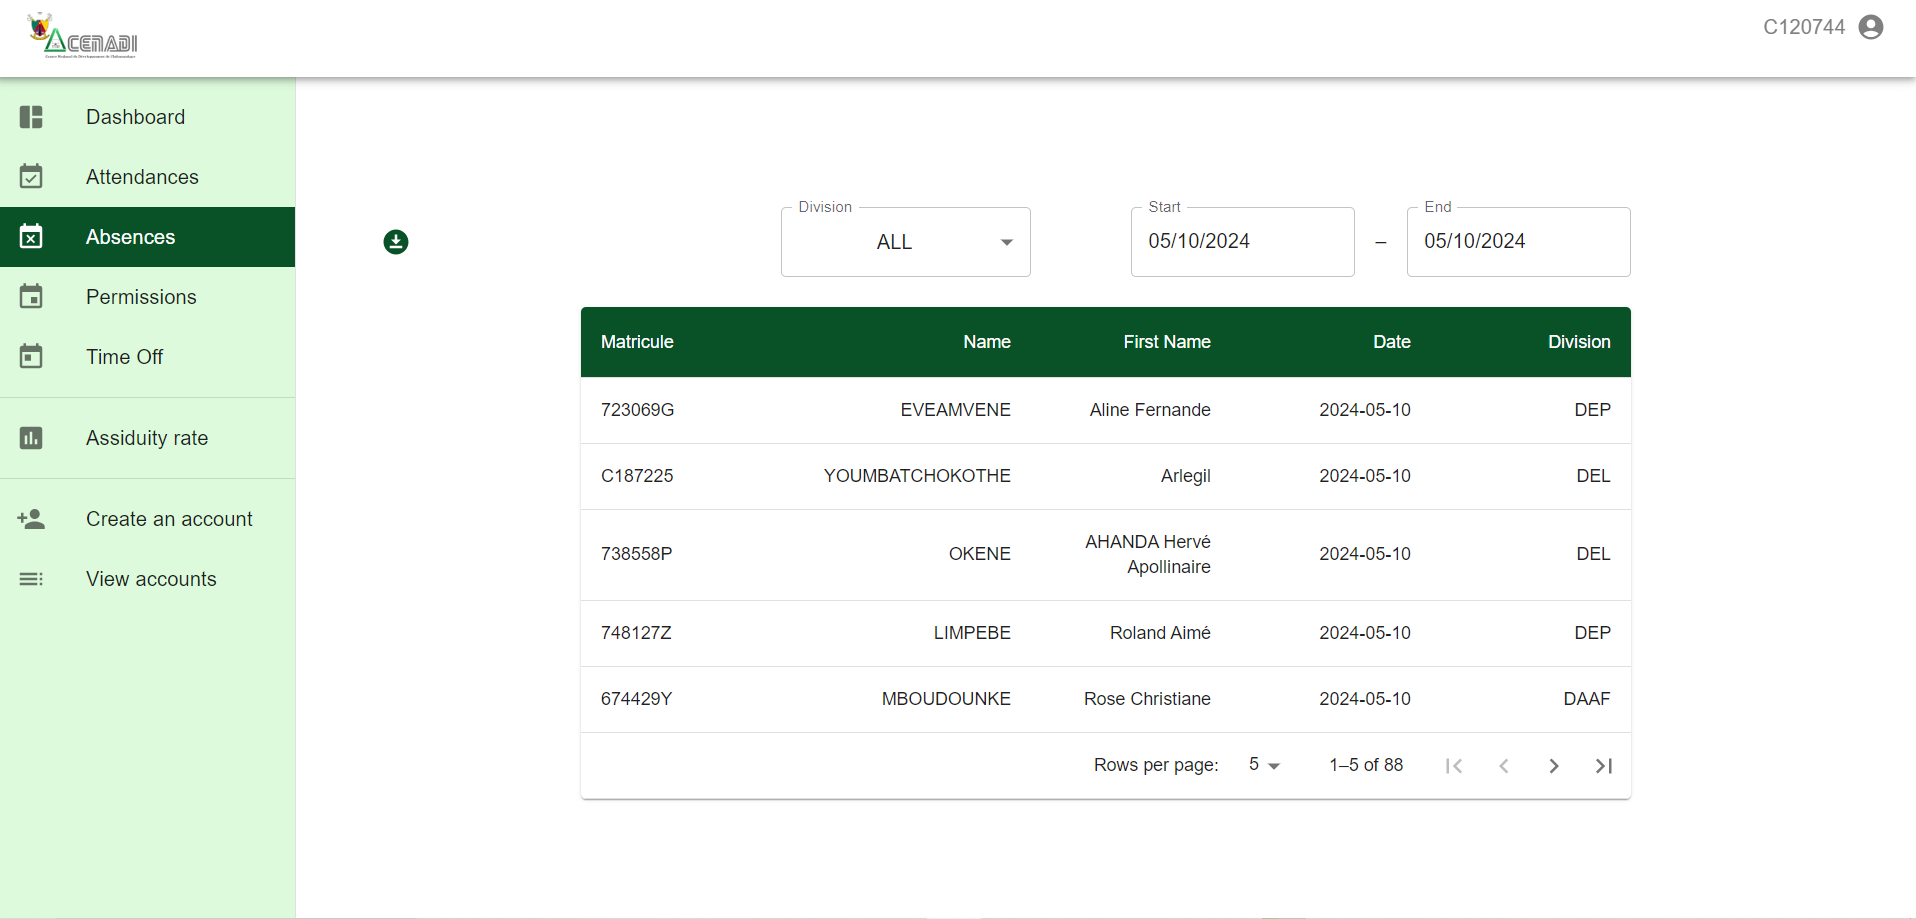 CENADI
C120744
Dashboard
Attendances
Absences
Permissions
Time Off
Assiduity rate
Create an account
View accounts
Division
ALL
Start
05/10/2024
–
End
05/10/2024
Matricule Name First Name Date Division
723069G EVEAMVENE Aline Fernande 2024-05-10 DEP
C187225 YOUMBATCHOKOTHE Arlegil 2024-05-10 DEL
738558P OKENE AHANDA Hervé Apollinaire 2024-05-10 DEL
748127Z LIMPEBE Roland Aimé 2024-05-10 DEP
674429Y MBOUDOUNKE Rose Christiane 2024-05-10 DAAF
Rows per page: 5 1–5 of 88